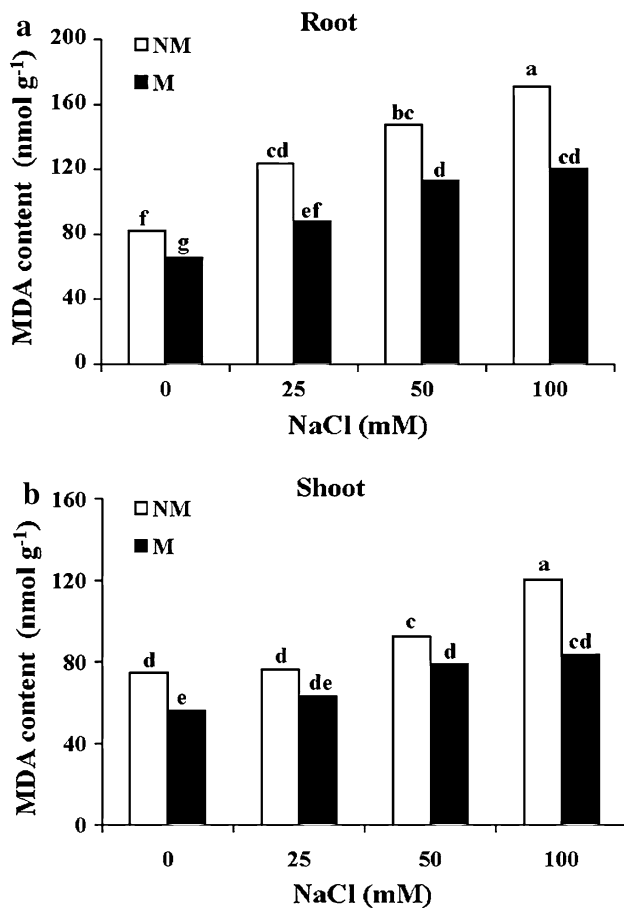 a
Root
NM
M
MDA content (nmol g⁻¹)
200
160
120
80
40
0
f
g
cd
ef
bc
d
a
cd
0 25 50 100
NaCl (mM)
b
Shoot
NM
M
MDA content (nmol g⁻¹)
160
120
80
40
0
d
e
d
de
c
d
a
cd
0 25 50 100
NaCl (mM)